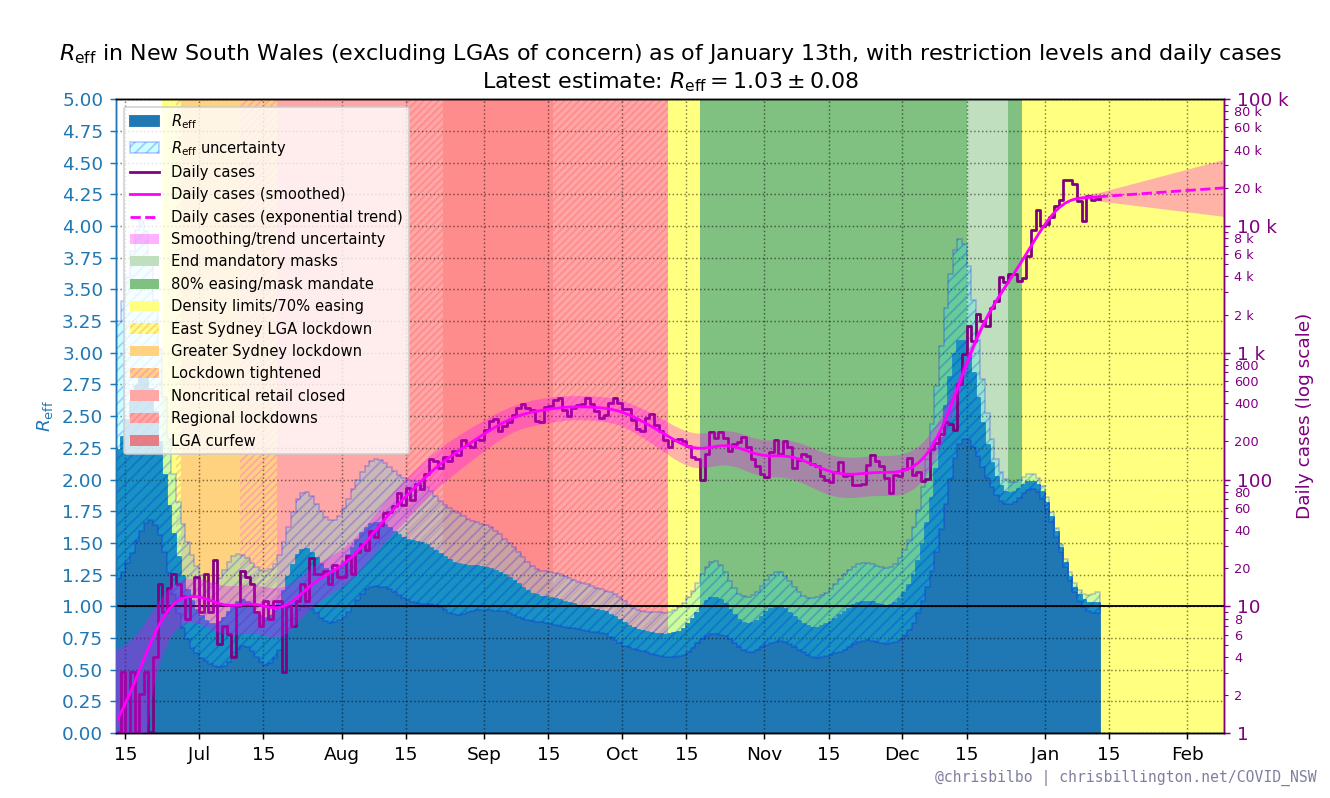 R_eff in New South Wales (excluding LGAs of concern) as of January 13th, with restriction levels and daily cases
Latest estimate: R_eff = 1.03 ± 0.08
5.00
4.75
4.50
4.25
4.00
3.75
3.50
3.25
3.00
2.75
2.50
2.25
2.00
1.75
1.50
1.25
1.00
0.75
0.50
0.25
0.00
R_eff
R_eff
R_eff uncertainty
Daily cases
Daily cases (smoothed)
Daily cases (exponential trend)
Smoothing/trend uncertainty
End mandatory masks
80% easing/mask mandate
Density limits/70% easing
East Sydney LGA lockdown
Greater Sydney lockdown
Lockdown tightened
Noncritical retail closed
Regional lockdowns
LGA curfew
100 k
80 k
60 k
40 k
20 k
10 k
8 k
6 k
4 k
2 k
1 k
800
600
400
200
100
80
60
40
20
10
8
6
4
2
1
Daily cases (log scale)
15 Jul 15 Aug 15 Sep 15 Oct 15 Nov 15 Dec 15 Jan 15 Feb
@chrisbilbo | chrisbillington.net/COVID_NSW